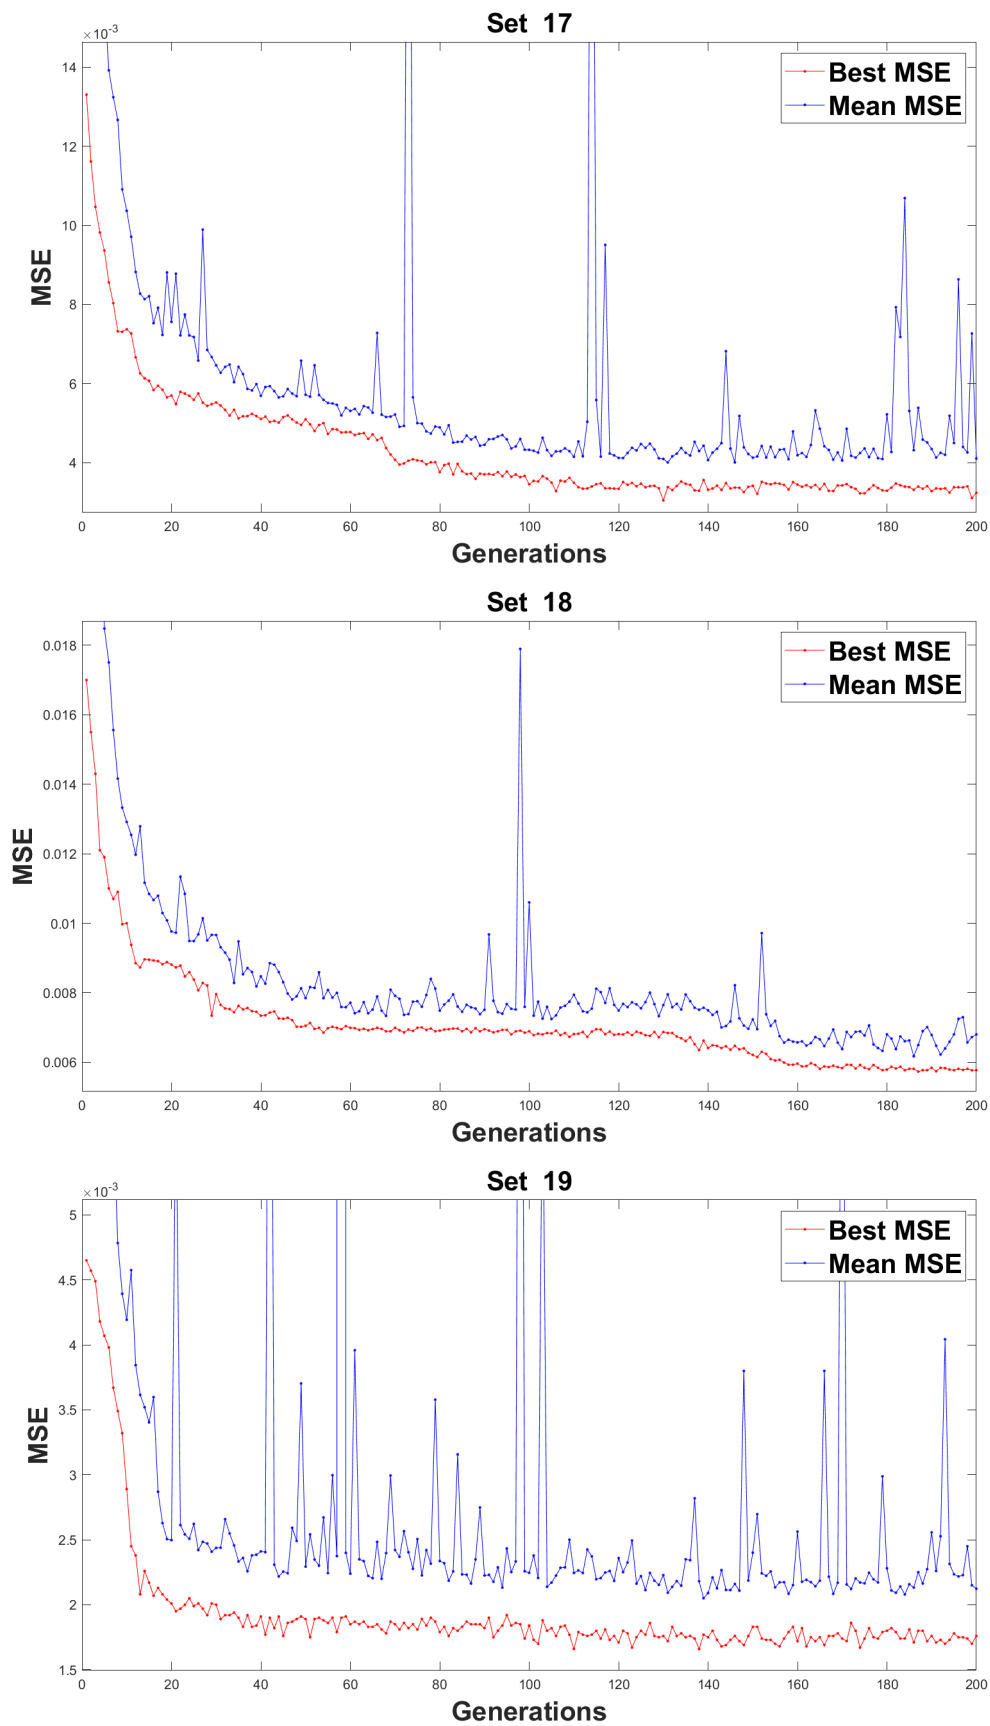 Set 17
×10-3
14
12
10
8
6
4
MSE
Best MSE
Mean MSE
0 20 40 60 80 100 120 140 160 180 200
Generations
Set 18
0.018
0.016
0.014
0.012
0.01
0.008
0.006
MSE
Best MSE
Mean MSE
0 20 40 60 80 100 120 140 160 180 200
Generations
Set 19
×10-3
5
4.5
4
3.5
3
2.5
2
1.5
MSE
Best MSE
Mean MSE
0 20 40 60 80 100 120 140 160 180 200
Generations